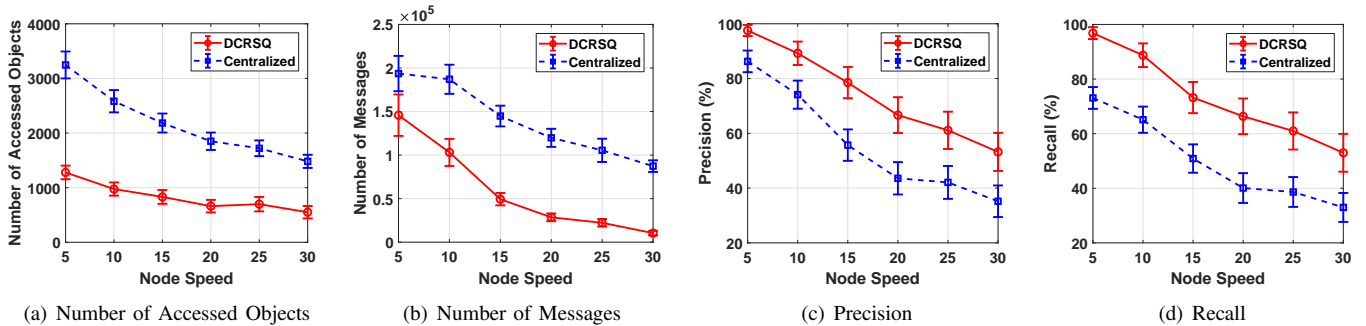 Number of Accessed Objects
4000
3000
2000
1000
0
5 10 15 20 25 30
Node Speed
DCRSQ
Centralized
(a) Number of Accessed Objects
Number of Messages
×10⁵
2.5
2
1.5
1
0.5
0
5 10 15 20 25 30
Node Speed
DCRSQ
Centralized
(b) Number of Messages
Precision (%)
100
80
60
40
20
5 10 15 20 25 30
Node Speed
DCRSQ
Centralized
(c) Precision
Recall (%)
100
80
60
40
20
5 10 15 20 25 30
Node Speed
DCRSQ
Centralized
(d) Recall